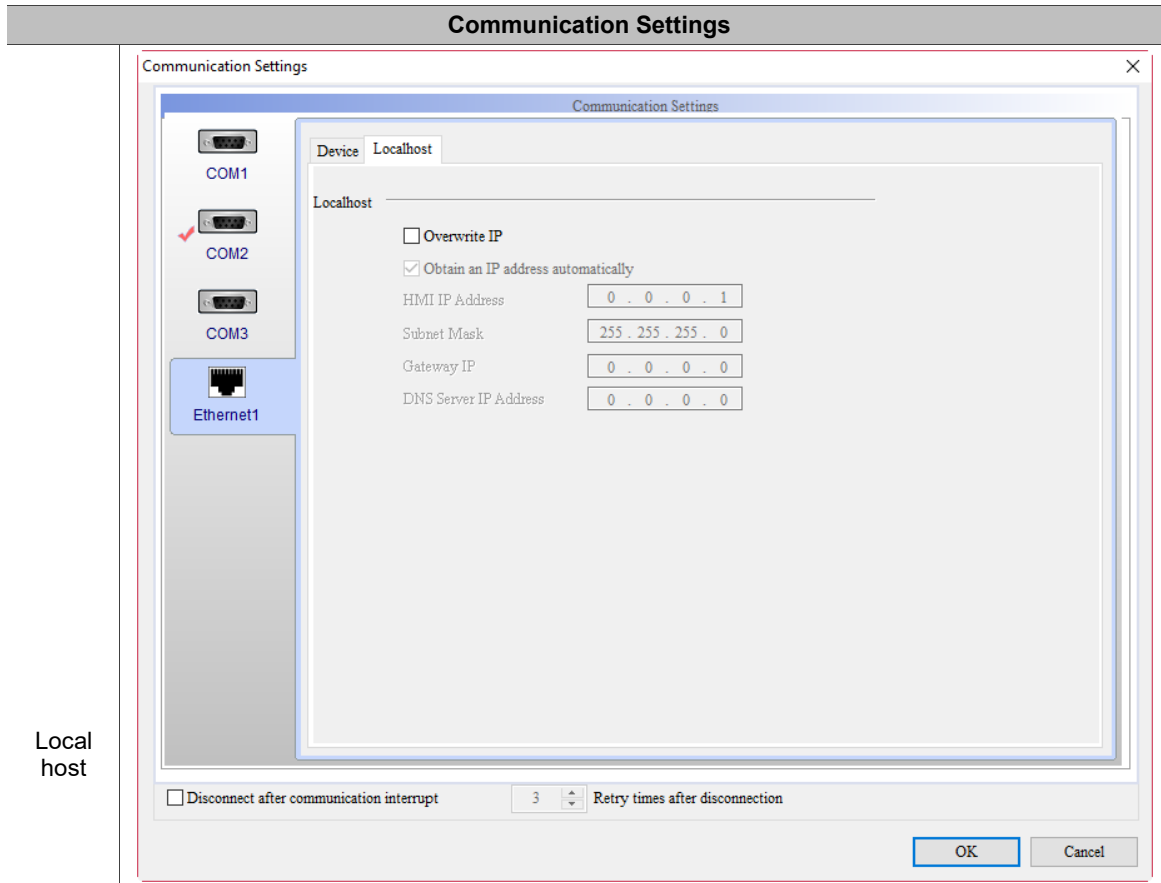 Communication Settings
Communication Settings
Communication Settings
COM1
COM2
COM3
Ethernet1
Device Localhost
Localhost
Overwrite IP
Obtain an IP address automatically
HMI IP Address 0 . 0 . 0 . 1
Subnet Mask 255 . 255 . 255 . 0
Gateway IP 0 . 0 . 0 . 0
DNS Server IP Address 0 . 0 . 0 . 0
Local
host
Disconnect after communication interrupt 3 Retry times after disconnection
OK Cancel